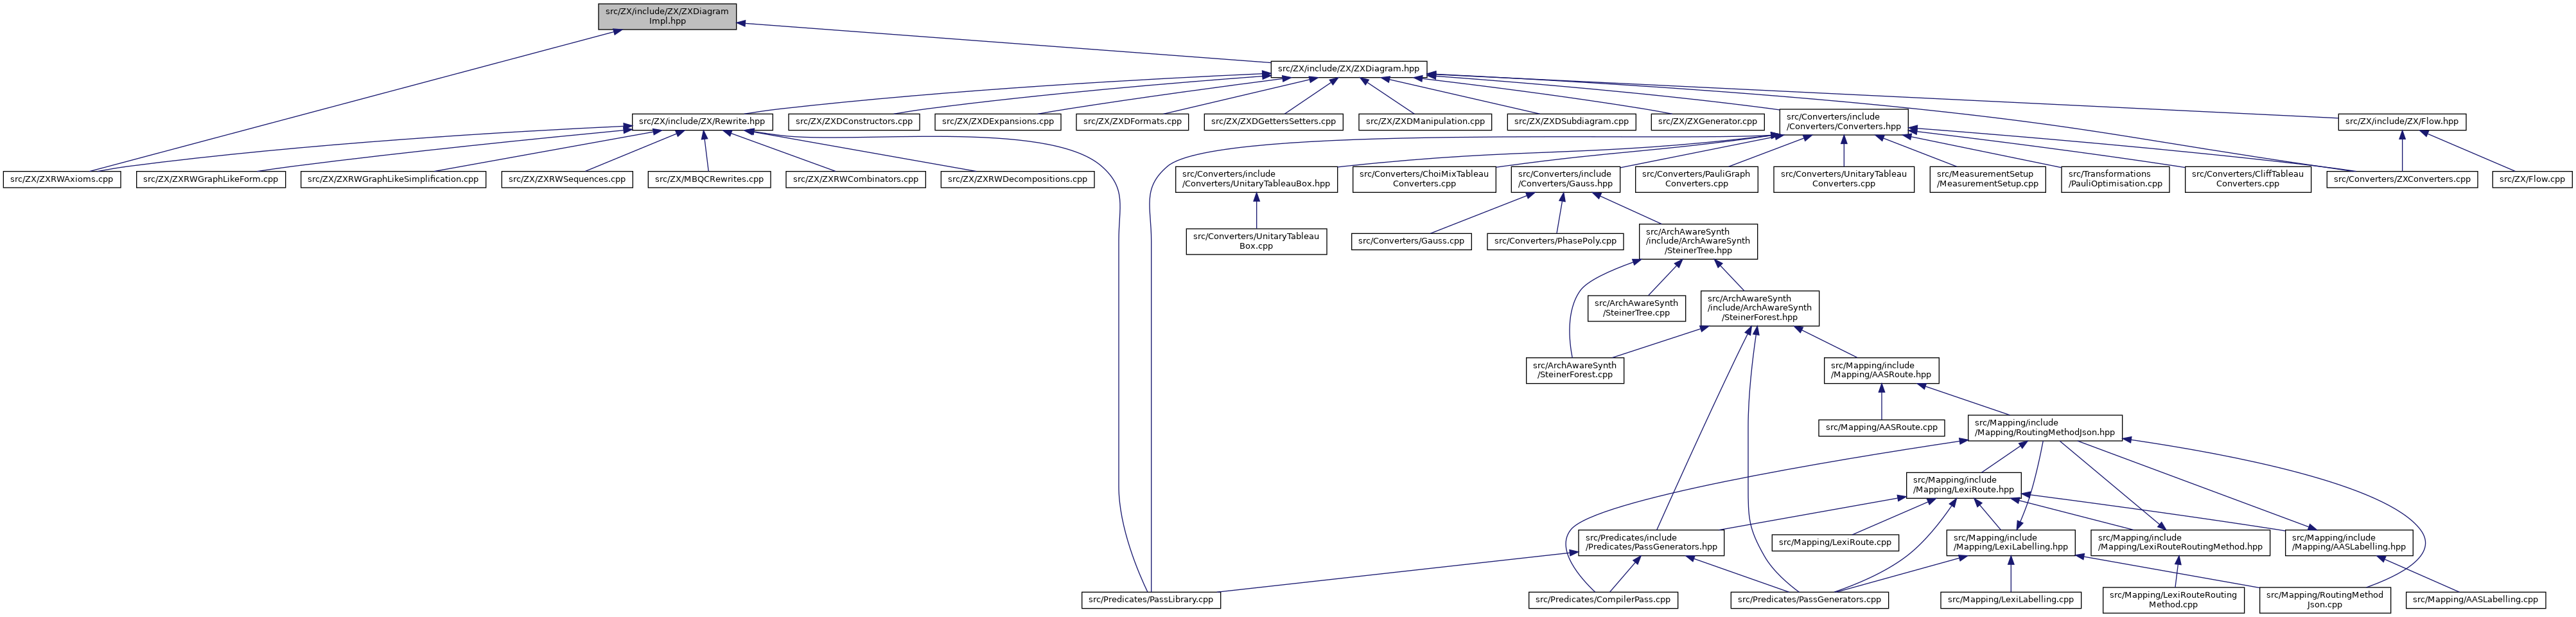 src/ZX/include/ZX/ZXDiagram
Impl.hpp
src/ZX/include/ZX/ZXDiagram.hpp
src/ZX/include/ZX/Rewrite.hpp
src/ZX/ZXDConstructors.cpp
src/ZX/ZXDExpansions.cpp
src/ZX/ZXDFormats.cpp
src/ZX/ZXDGettersSetters.cpp
src/ZX/ZXDManipulation.cpp
src/ZX/ZXDSubdiagram.cpp
src/ZX/ZXGenerator.cpp
src/Converters/include
/Converters/Converters.hpp
src/ZX/include/ZX/Flow.hpp
src/ZX/ZXRWAxioms.cpp
src/ZX/ZXRWGraphLikeForm.cpp
src/ZX/ZXRWGraphLikeSimplification.cpp
src/ZX/ZXRWSequences.cpp
src/ZX/MBQCRewrites.cpp
src/ZX/ZXRWCombinators.cpp
src/ZX/ZXRWDecompositions.cpp
src/Converters/include
/Converters/UnitaryTableauBox.hpp
src/Converters/ChoiMixTableau
Converters.cpp
src/Converters/include
/Converters/Gauss.hpp
src/Converters/PauliGraph
Converters.cpp
src/Converters/UnitaryTableau
Converters.cpp
src/MeasurementSetup
/MeasurementSetup.cpp
src/Transformations
/PauliOptimisation.cpp
src/Converters/CliffTableau
Converters.cpp
src/Converters/ZXConverters.cpp
src/ZX/Flow.cpp
src/Converters/UnitaryTableau
Box.cpp
src/Converters/Gauss.cpp
src/Converters/PhasePoly.cpp
src/ArchAwareSynth
/include/ArchAwareSynth
/SteinerTree.hpp
src/ArchAwareSynth
/SteinerTree.cpp
src/ArchAwareSynth
/include/ArchAwareSynth
/SteinerForest.hpp
src/ArchAwareSynth
/SteinerForest.cpp
src/Mapping/include
/Mapping/AASRoute.hpp
src/Mapping/AASRoute.cpp
src/Mapping/include
/Mapping/RoutingMethodJson.hpp
src/Mapping/include
/Mapping/LexiRoute.hpp
src/Predicates/include
/Predicates/PassGenerators.hpp
src/Mapping/LexiRoute.cpp
src/Mapping/include
/Mapping/LexiLabelling.hpp
src/Mapping/include
/Mapping/LexiRouteRoutingMethod.hpp
src/Mapping/include
/Mapping/AASLabelling.hpp
src/Predicates/PassLibrary.cpp
src/Predicates/CompilerPass.cpp
src/Predicates/PassGenerators.cpp
src/Mapping/LexiLabelling.cpp
src/Mapping/LexiRouteRouting
Method.cpp
src/Mapping/RoutingMethod
Json.cpp
src/Mapping/AASLabelling.cpp